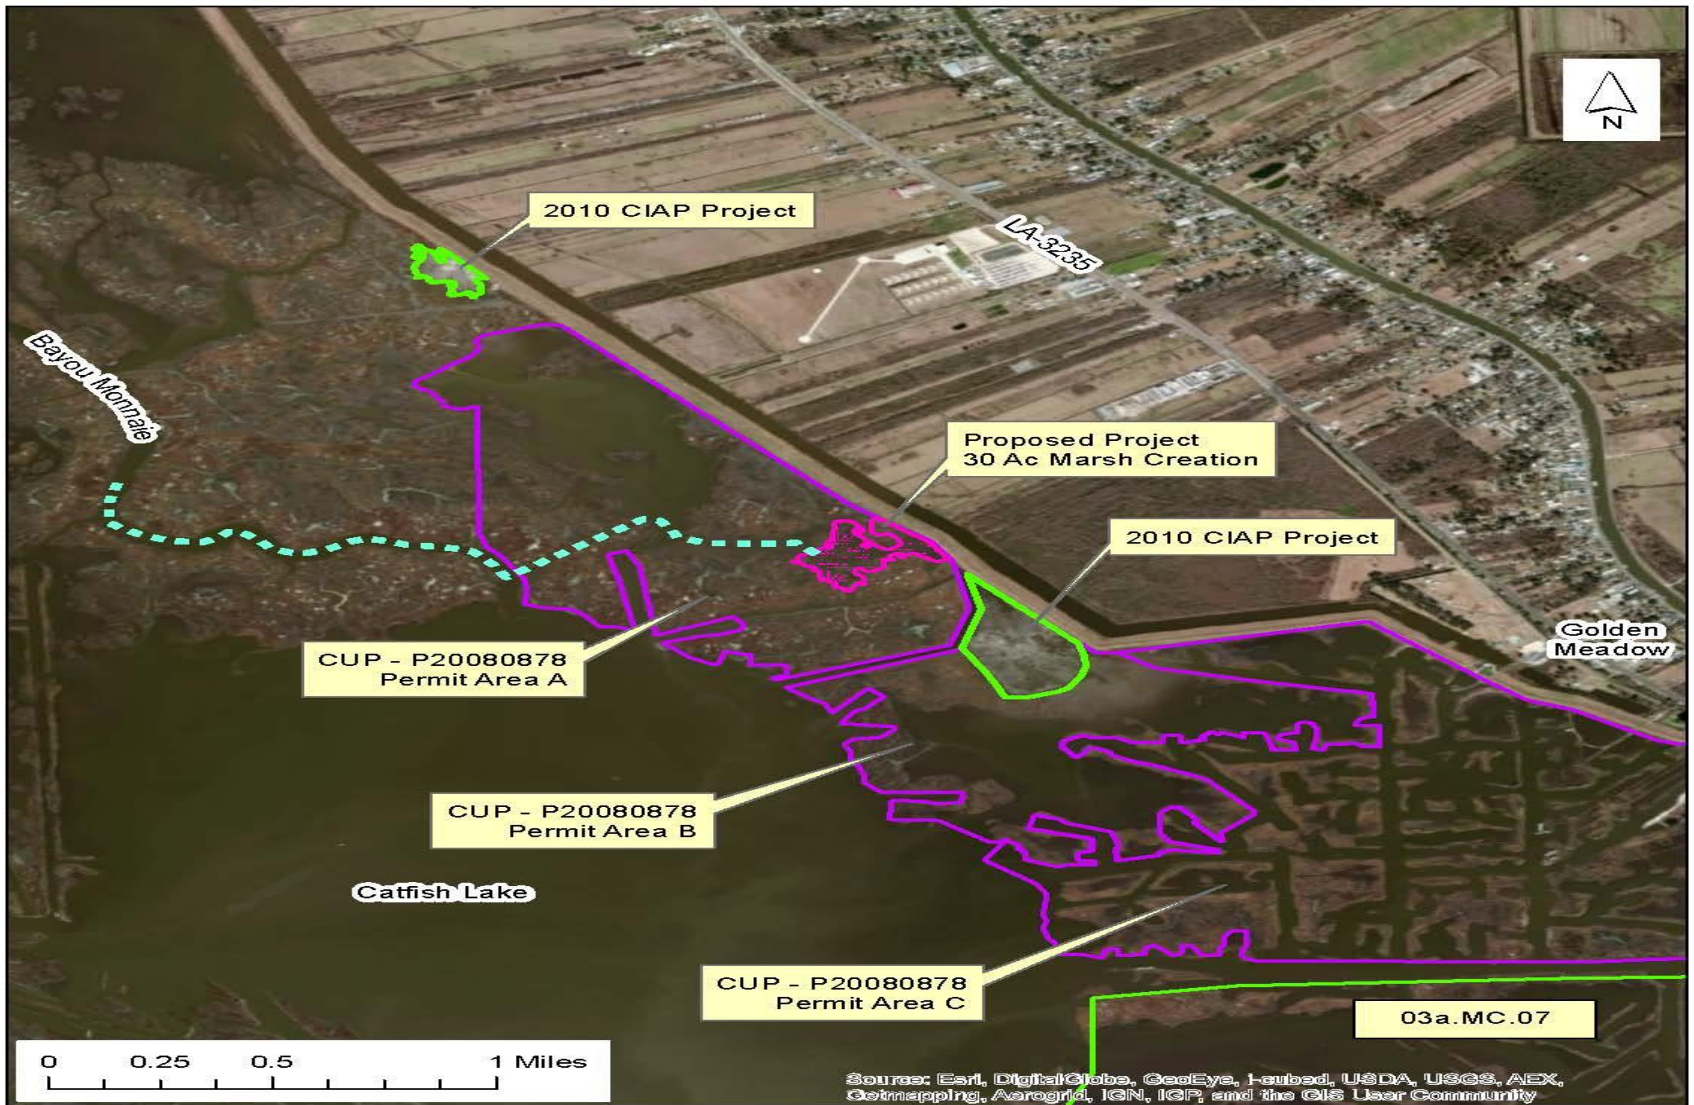 N
2010 CIAP Project
LA-3235
Bayou Monnaie
Proposed Project
30 Ac Marsh Creation
2010 CIAP Project
Golden
Meadow
CUP - P20080878
Permit Area A
CUP - P20080878
Permit Area B
Catfish Lake
CUP - P20080878
Permit Area C
03a.MC.07
0 0.25 0.5 1 Miles
Source: Esri, DigitalGlobe, GeoEye, i-cubed, USDA, USGS, AEX,
Getmapping, Aerogrid, IGN, IGP, and the GIS User Community